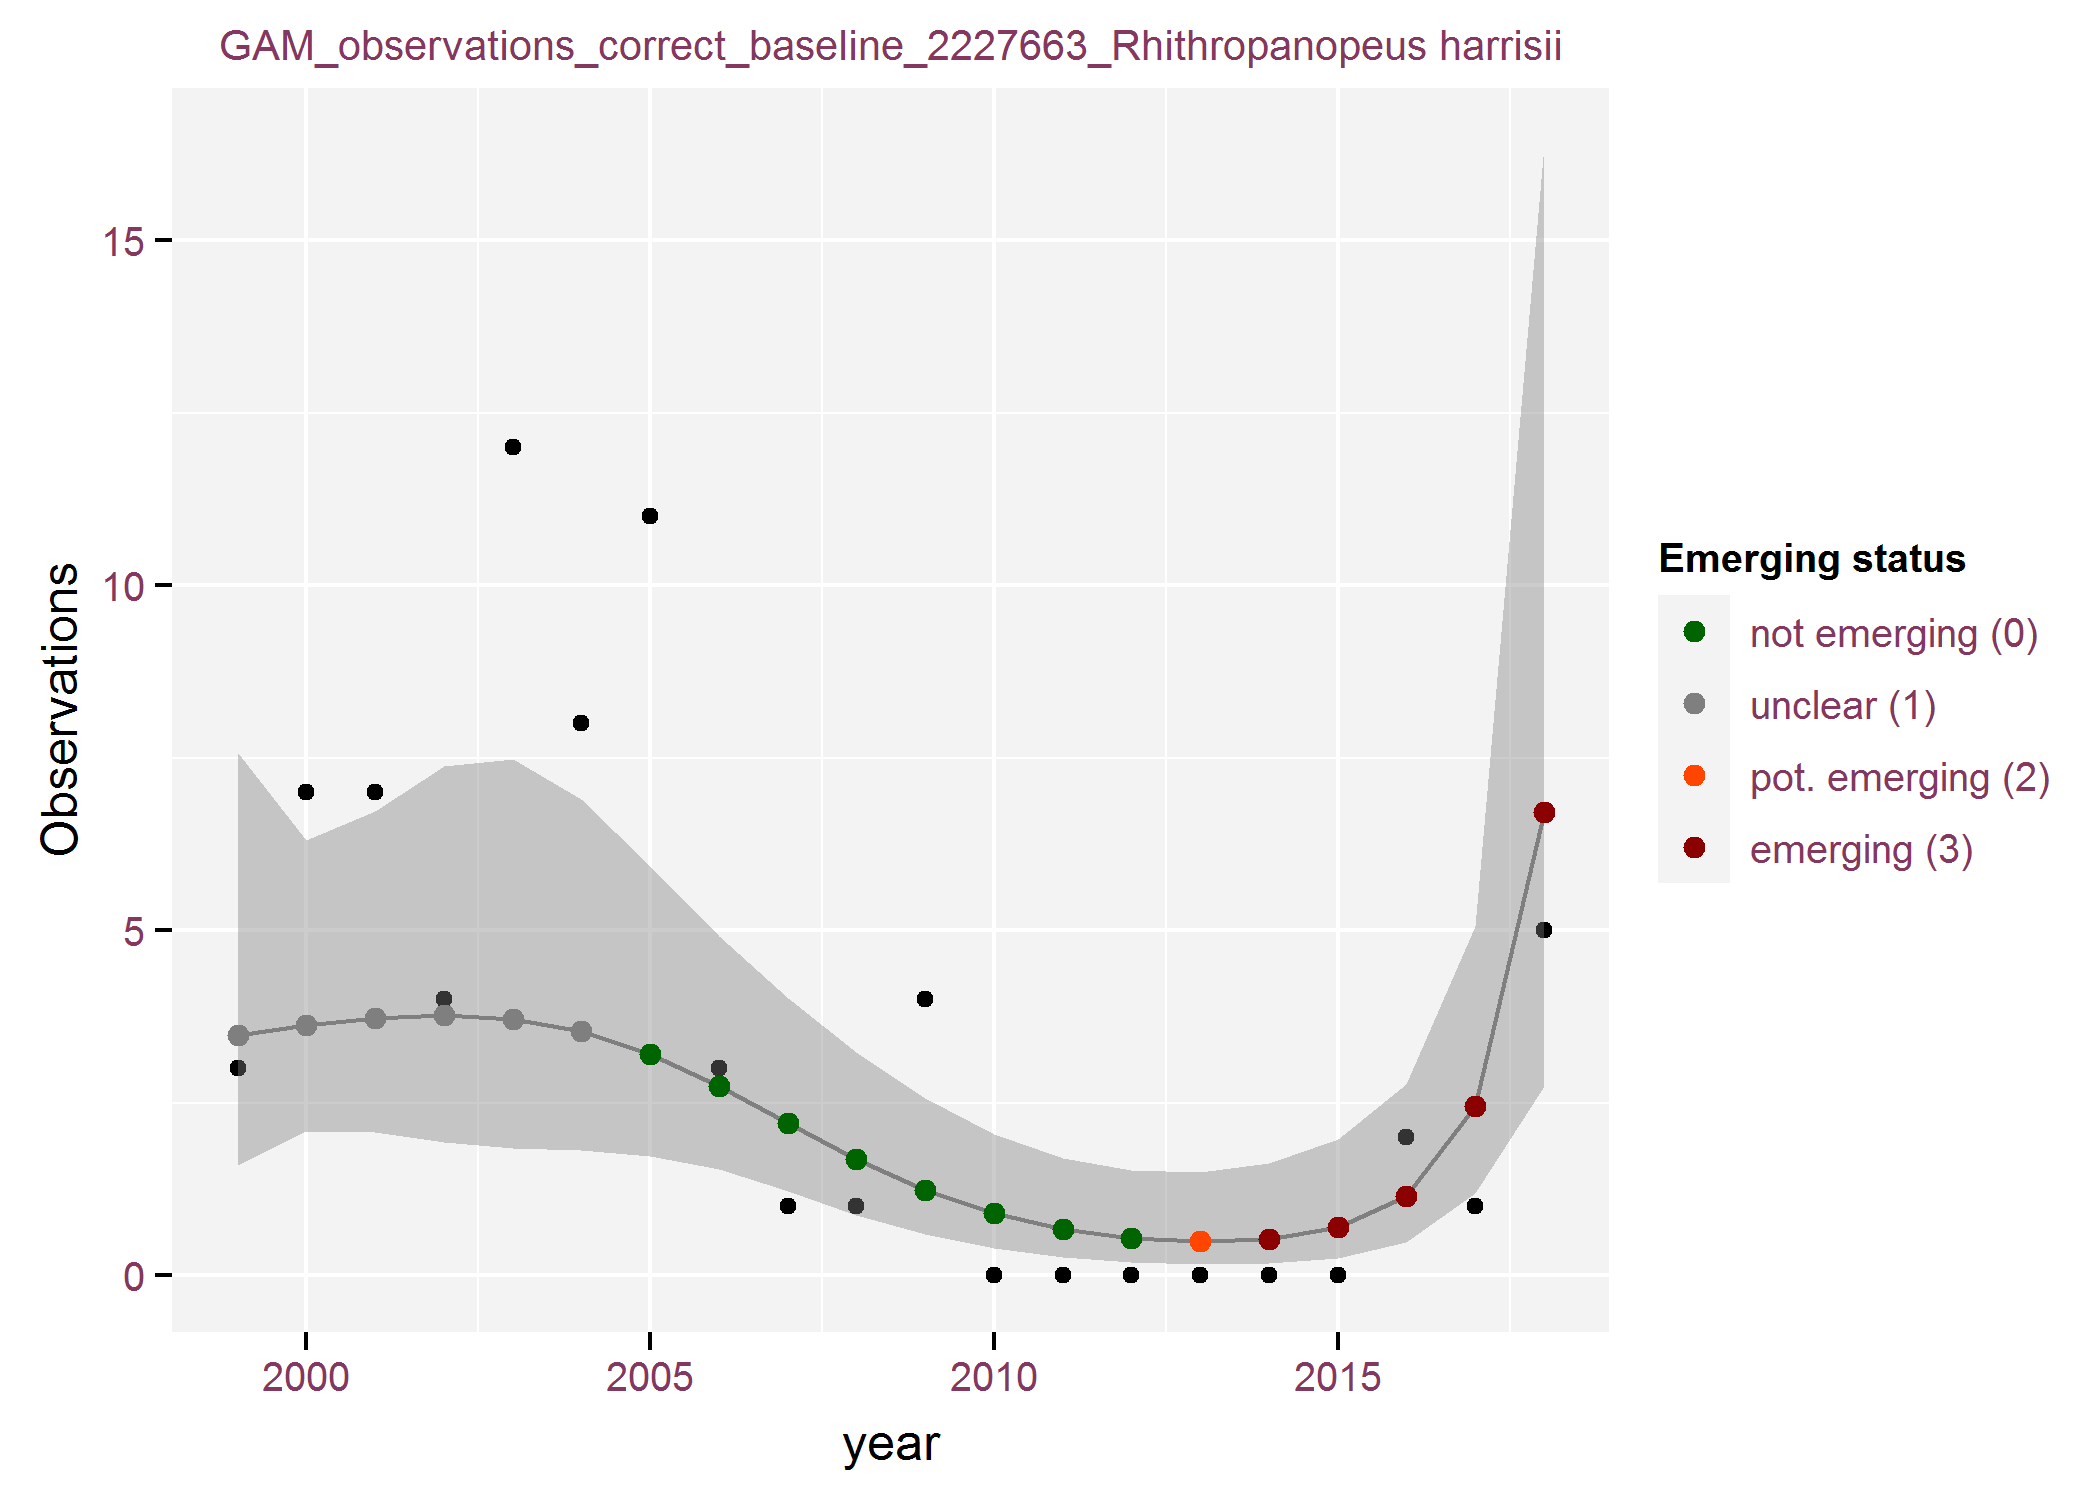 GAM_observations_correct_baseline_2227663_Rhithropanopeus harrisii
Observations
15
10
5
0
2000 2005 2010 2015
year
Emerging status
not emerging (0)
unclear (1)
pot. emerging (2)
emerging (3)